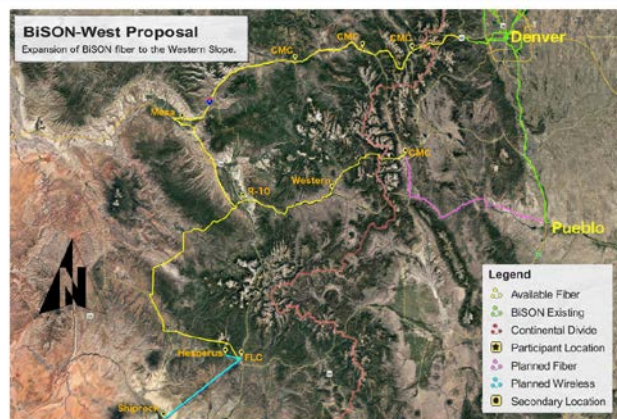 BiSON-West Proposal
Expansion of BiSON fiber to the Western Slope.
CMC
CMC
CMC
Denver
Mesa
CMC
Western
R-10
Pueblo
Hesperus
FLC
Shiprock
N
Legend
Available Fiber
BiSON Existing
Continental Divide
Participant Location
Planned Fiber
Planned Wireless
Secondary Location